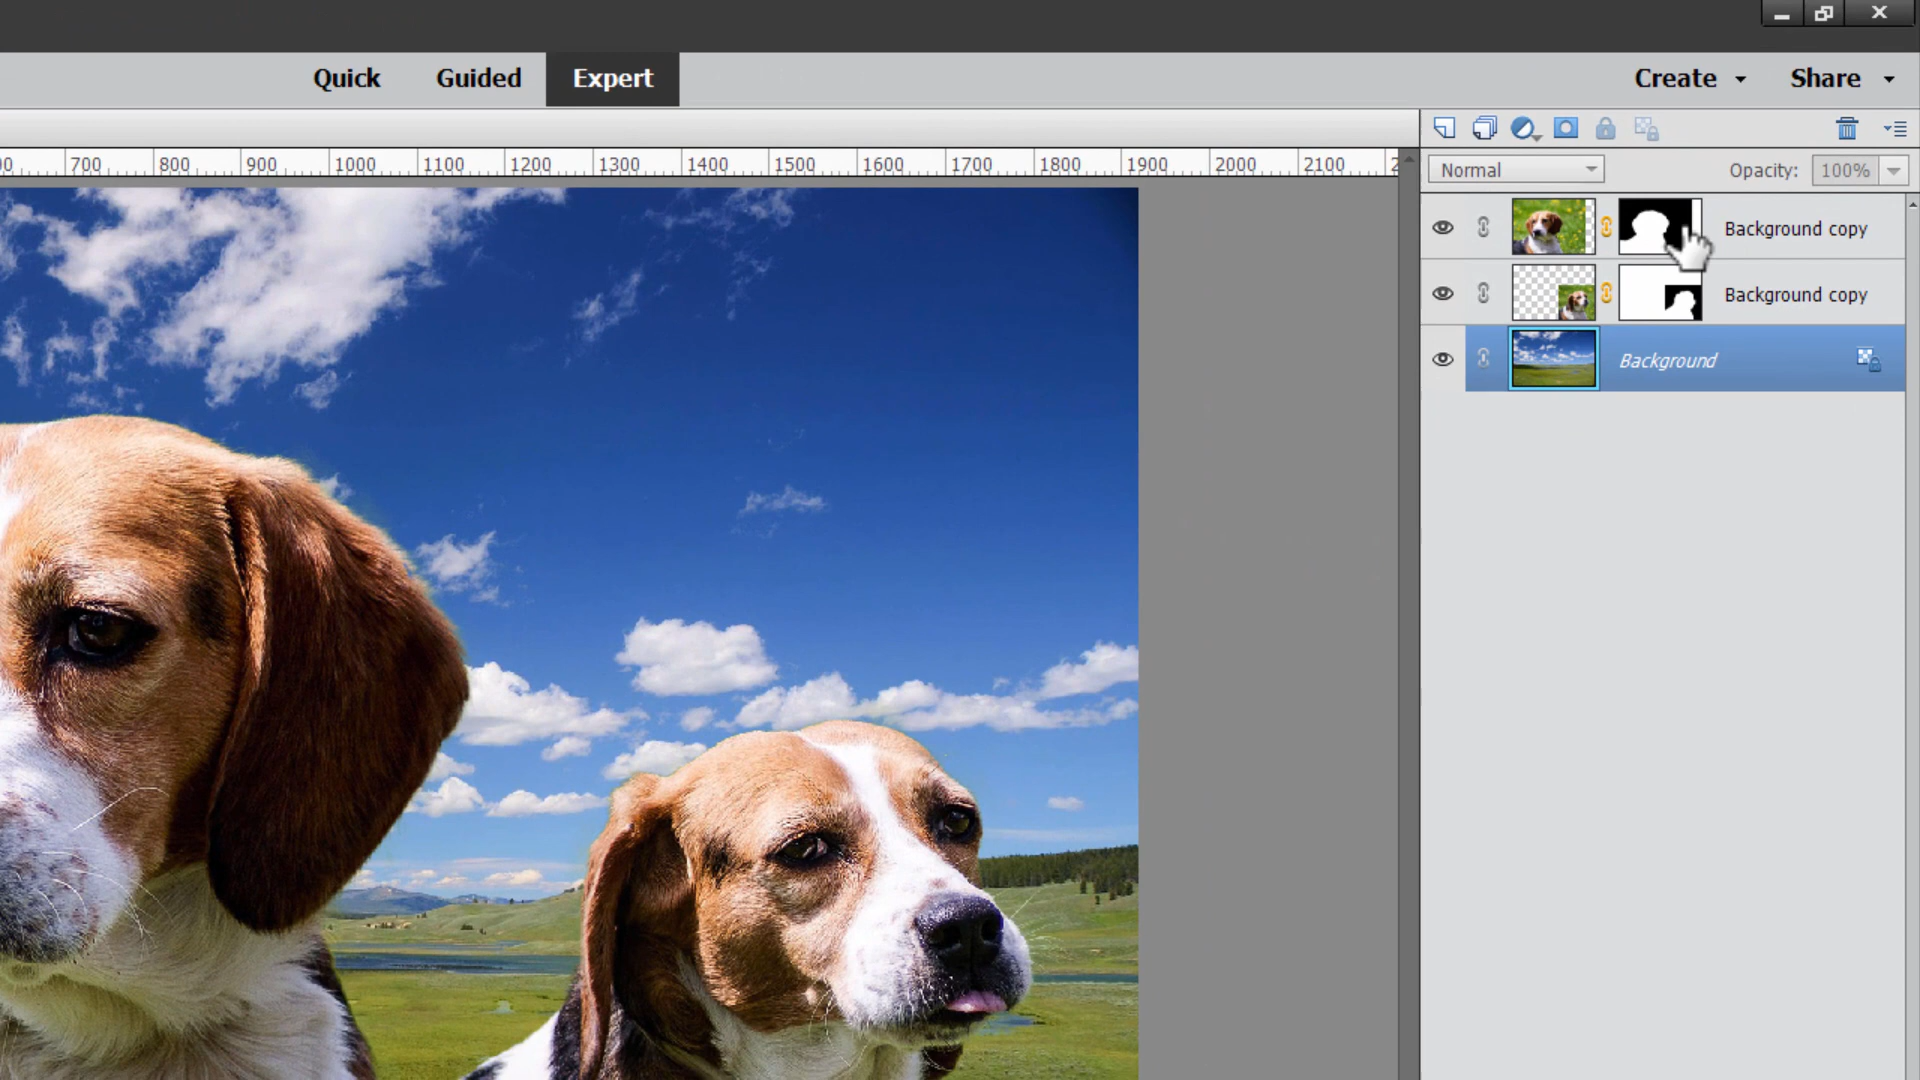 Quick Guided Expert Create Share
700 800 900 1000 1100 1200 1300 1400 1500 1600 1700 1800 1900 2000 2100
Normal Opacity: 100%
Background copy
Background copy
Background